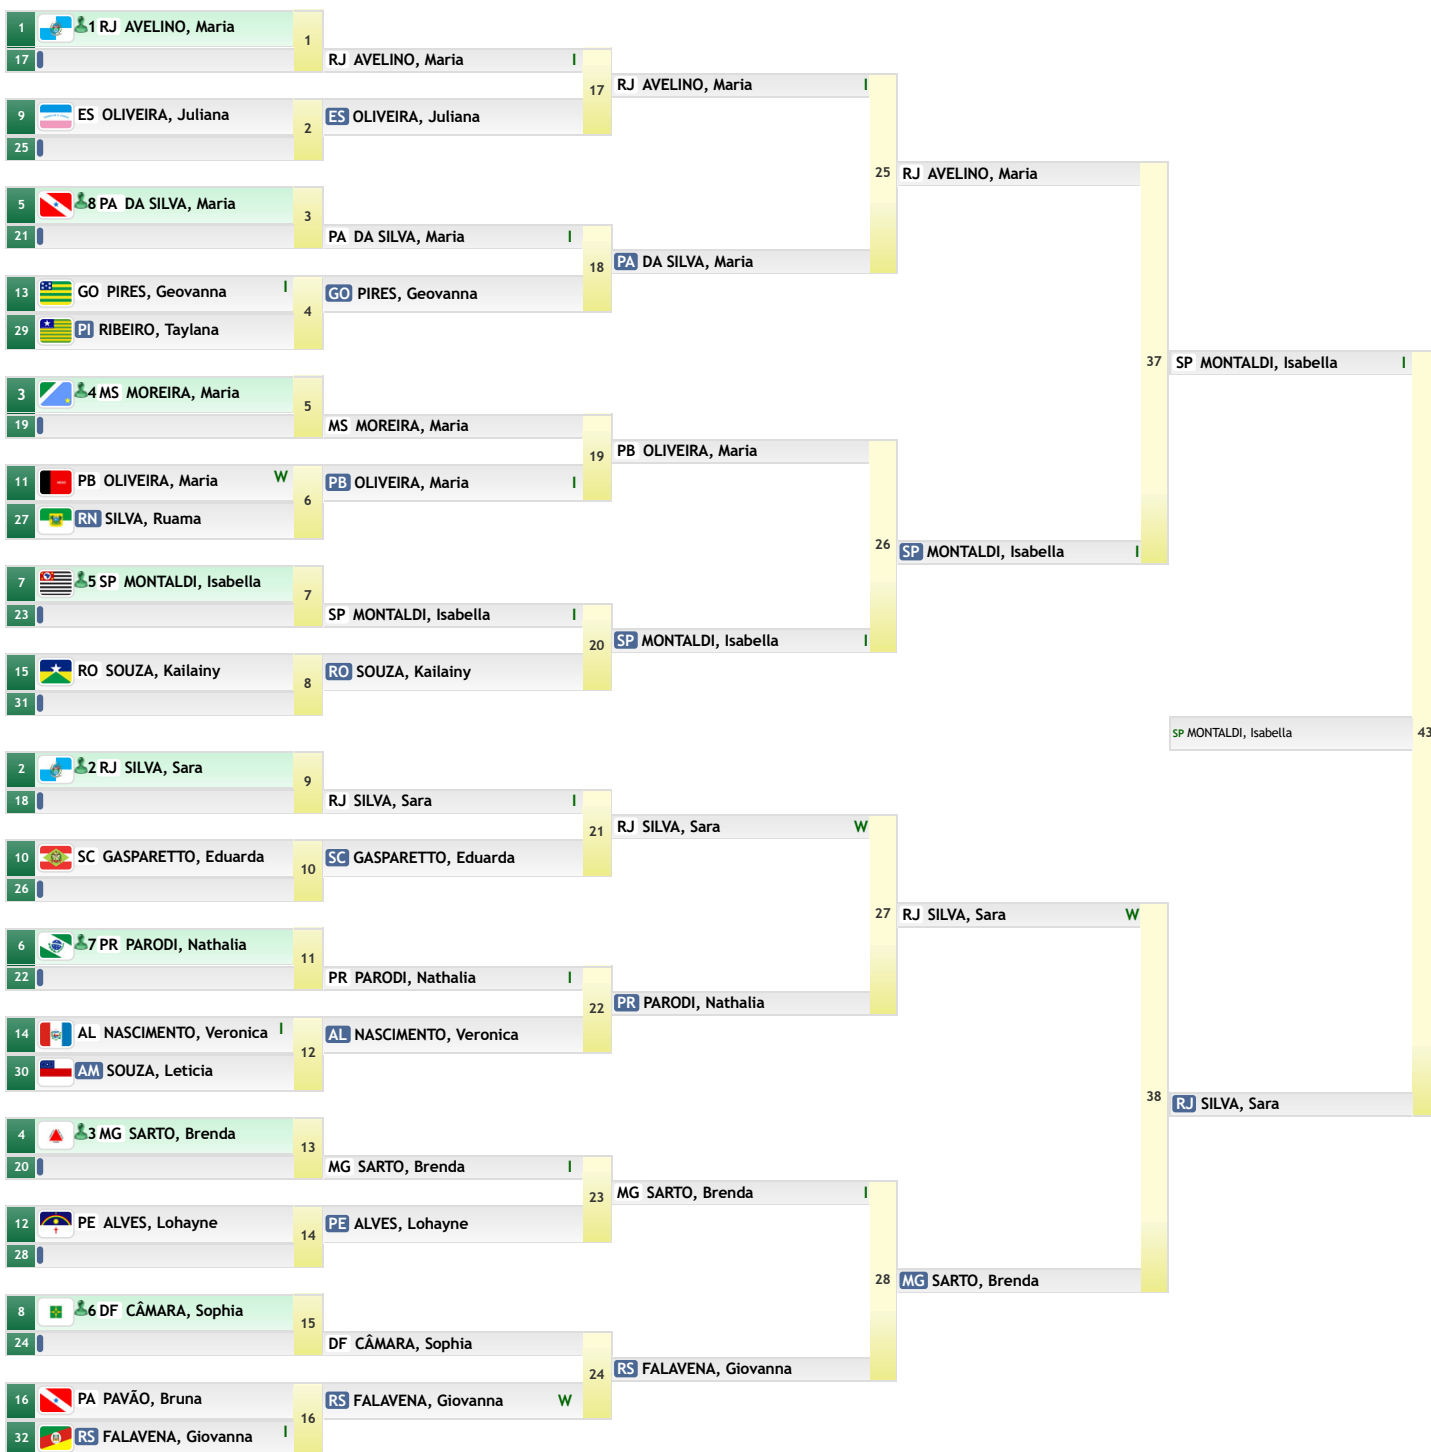 1 1 RJ AVELINO, Maria
17
1
RJ AVELINO, Maria I
9 ES OLIVEIRA, Juliana
25
2
ES OLIVEIRA, Juliana
17
RJ AVELINO, Maria I
5 8 PA DA SILVA, Maria
21
3
PA DA SILVA, Maria I
13 GO PIRES, Geovanna I
29 PI RIBEIRO, Taylana
4
GO PIRES, Geovanna
18
PA DA SILVA, Maria
25
RJ AVELINO, Maria
3 4 MS MOREIRA, Maria
19
5
MS MOREIRA, Maria
11 PB OLIVEIRA, Maria W
27 RN SILVA, Ruama
6
PB OLIVEIRA, Maria I
19
PB OLIVEIRA, Maria
7 5 SP MONTALDI, Isabella
23
7
SP MONTALDI, Isabella I
15 RO SOUZA, Kailainy
31
8
RO SOUZA, Kailainy
20
SP MONTALDI, Isabella I
26
SP MONTALDI, Isabella I
37
SP MONTALDI, Isabella I
2 2 RJ SILVA, Sara
18
9
RJ SILVA, Sara I
10 SC GASPARETTO, Eduarda
26
10
SC GASPARETTO, Eduarda
21
RJ SILVA, Sara W
6 7 PR PARODI, Nathalia
22
11
PR PARODI, Nathalia I
14 AL NASCIMENTO, Veronica I
30 AM SOUZA, Leticia
12
AL NASCIMENTO, Veronica
22
PR PARODI, Nathalia
27
RJ SILVA, Sara W
4 3 MG SARTO, Brenda
20
13
MG SARTO, Brenda I
12 PE ALVES, Lohayne
28
14
PE ALVES, Lohayne
23
MG SARTO, Brenda I
8 6 DF CÂMARA, Sophia
24
15
DF CÂMARA, Sophia
16 PA PAVÃO, Bruna
32 RS FALAVENA, Giovanna I
16
RS FALAVENA, Giovanna W
24
RS FALAVENA, Giovanna
28
MG SARTO, Brenda
38
RJ SILVA, Sara
SP MONTALDI, Isabella
43